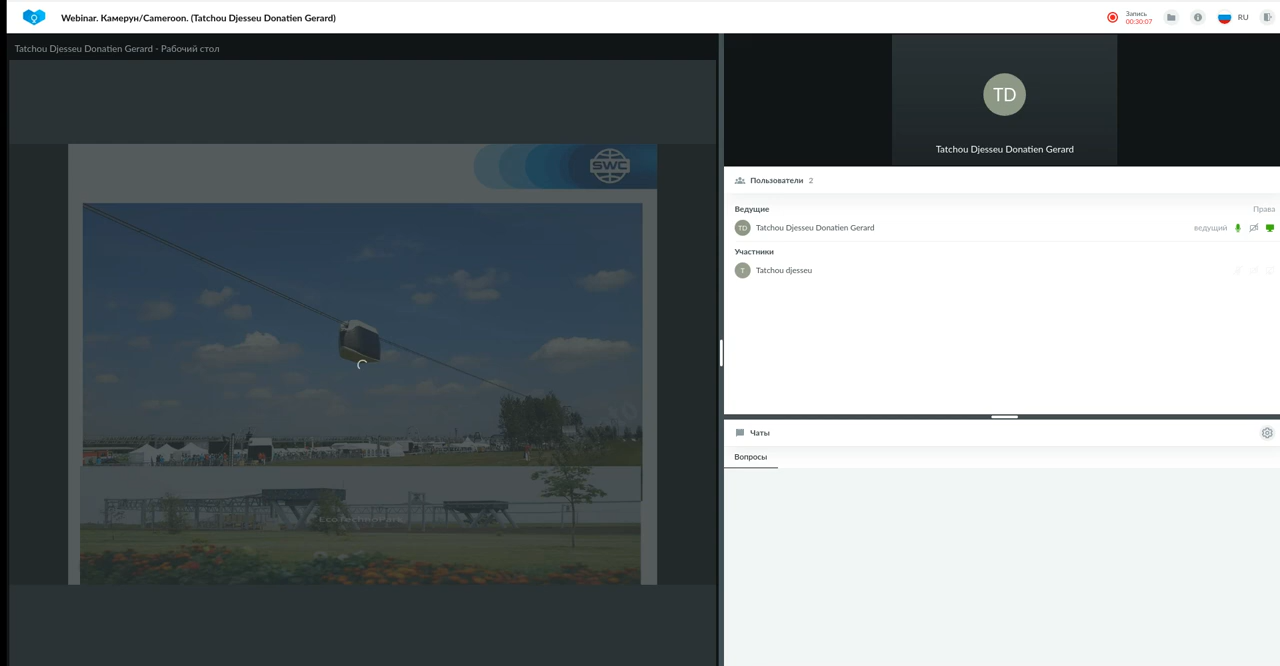 Webinar. Камерун/Cameroon. (Tatchou Djesseu Donatien Gerard)
Запись
00:30:07
RU
Tatchou Djesseu Donatien Gerard - Рабочий стол
SWC
EcoTechnoPark
TD
Tatchou Djesseu Donatien Gerard
Пользователи 2
Ведущие Права
TD Tatchou Djesseu Donatien Gerard ведущий
Участники
T Tatchou djesseu
Чаты
Вопросы